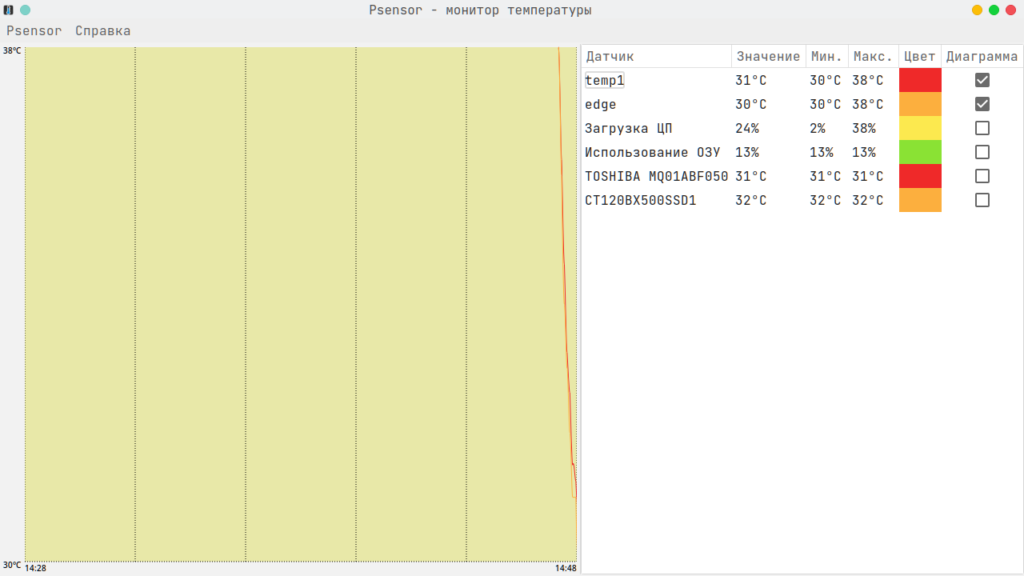 Psensor - монитор температуры
Psensor Справка
38°C
30°C
14:28 14:48
Датчик Значение Мин. Макс. Цвет Диаграмма
temp1 31°C 30°C 38°C
edge 30°C 30°C 38°C
Загрузка ЦП 24% 2% 38%
Использование ОЗУ 13% 13% 13%
TOSHIBA MQ01ABF050 31°C 31°C 31°C
CT120BX500SSD1 32°C 32°C 32°C